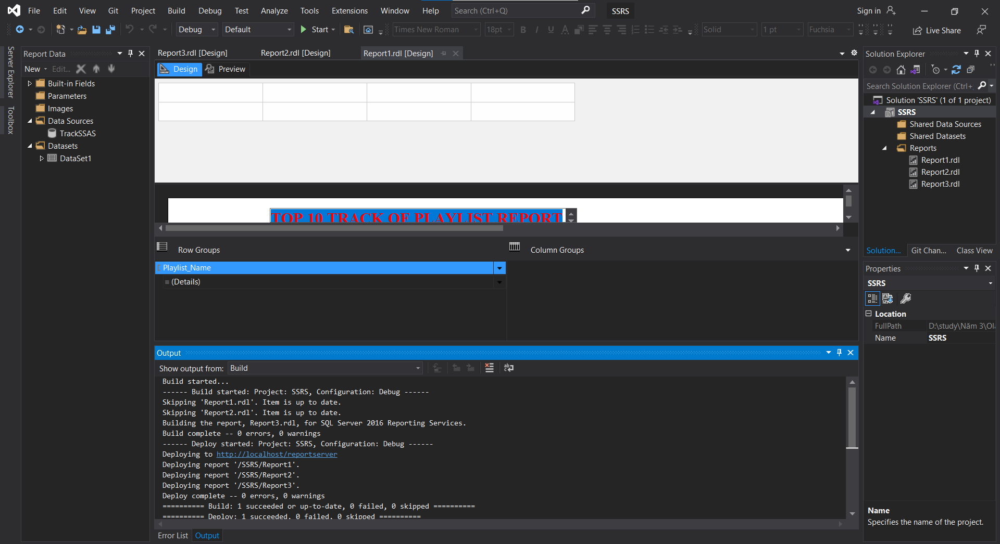 File Edit View Git Project Build Debug Test Analyze Tools Extensions Window Help Search (Ctrl+Q) SSRS Sign in
Debug Default Start Times New Roman 18pt B I U A Solid 1 pt Fuchsia Live Share
Server Explorer
Toolbox
Report Data
New Edit...
Built-in Fields
Parameters
Images
Data Sources
TrackSSAS
Datasets
DataSet1
Report3.rdl [Design] Report2.rdl [Design] Report1.rdl [Design]
Design Preview
TOP 10 TRACK OF PLAYLIST REPORT
Row Groups Column Groups
Playlist_Name
(Details)
Output
Show output from: Build
Build started...
------ Build started: Project: SSRS, Configuration: Debug ------
Skipping 'Report1.rdl'. Item is up to date.
Skipping 'Report2.rdl'. Item is up to date.
Building the report, Report3.rdl, for SQL Server 2016 Reporting Services.
Build complete -- 0 errors, 0 warnings
------ Deploy started: Project: SSRS, Configuration: Debug ------
Deploying to http://localhost/reportserver
Deploying report '/SSRS/Report1'.
Deploying report '/SSRS/Report2'.
Deploying report '/SSRS/Report3'.
Deploy complete -- 0 errors, 0 warnings
========== Build: 1 succeeded or up-to-date, 0 failed, 0 skipped ==========
========== Deploy: 1 succeeded, 0 failed, 0 skipped ==========
Error List Output
Solution Explorer
Search Solution Explorer (Ctrl+
Solution 'SSRS' (1 of 1 project)
SSRS
Shared Data Sources
Shared Datasets
Reports
Report1.rdl
Report2.rdl
Report3.rdl
Solution... Git Chan... Class View
Properties
SSRS
Location
FullPath D:\study\Năm 3\Ol
Name SSRS
Name
Specifies the name of the project.